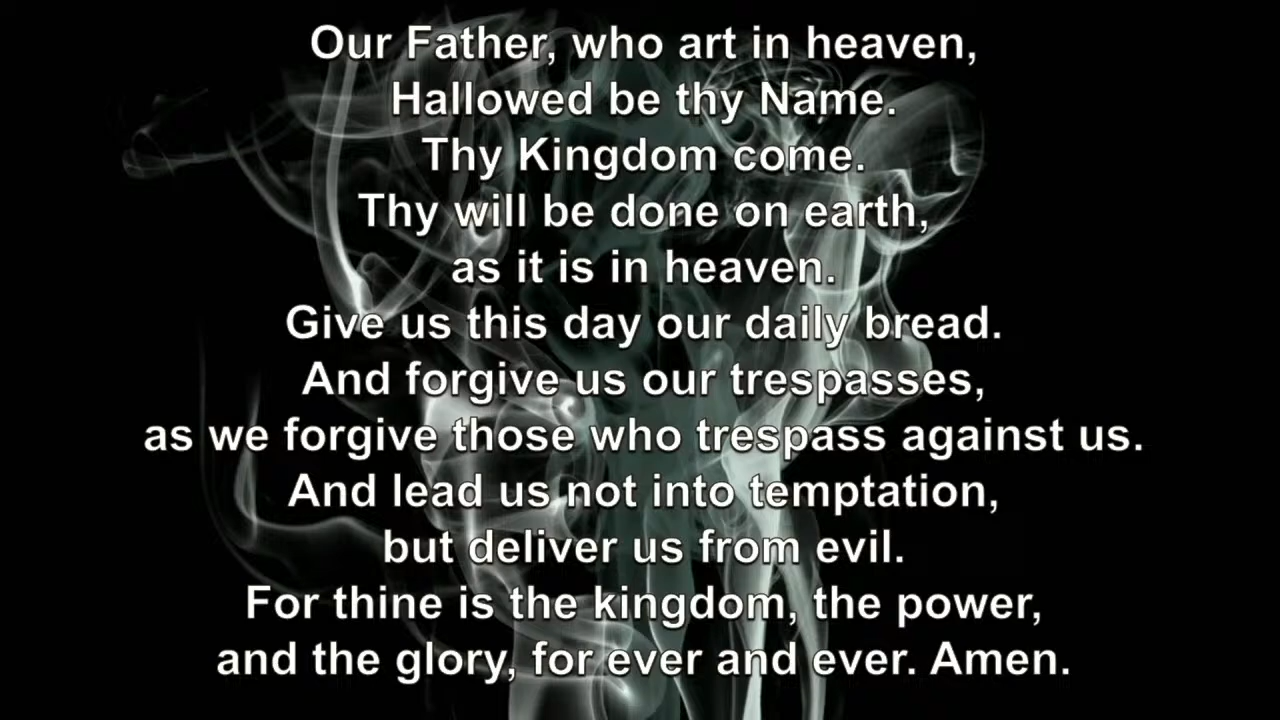 Our Father, who art in heaven,
Hallowed be thy Name.
Thy Kingdom come.
Thy will be done on earth,
as it is in heaven.
Give us this day our daily bread.
And forgive us our trespasses,
as we forgive those who trespass against us.
And lead us not into temptation,
but deliver us from evil.
For thine is the kingdom, the power,
and the glory, for ever and ever. Amen.